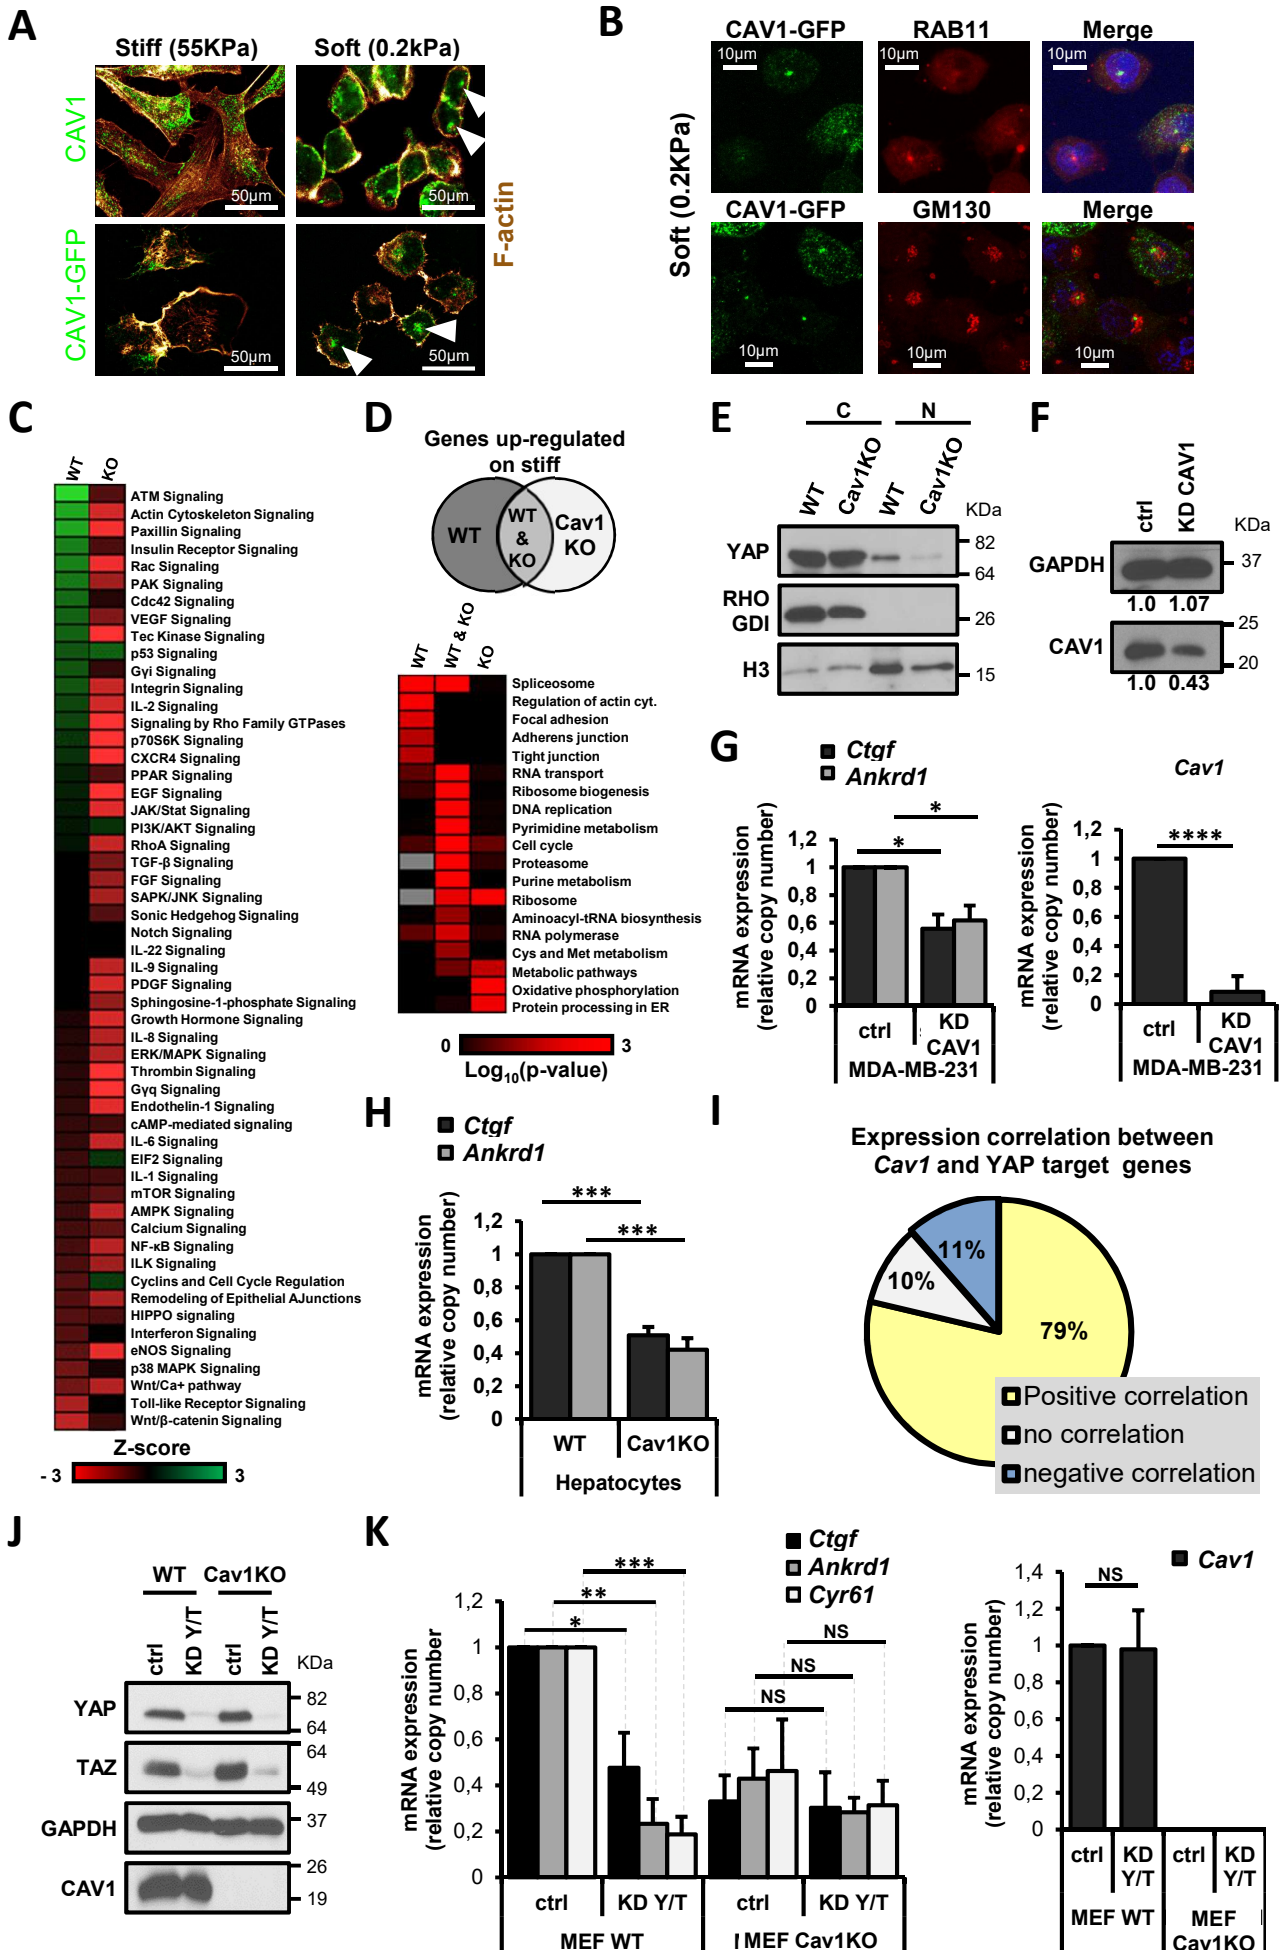 A
Stiff (55KPa)
Soft (0.2kPa)
CAV1
50µm
50µm
CAV1-GFP
50µm
50µm
F-actin
B
CAV1-GFP
RAB11
Merge
10µm
10µm
10µm
Soft (0.2KPa)
CAV1-GFP
GM130
Merge
10µm
10µm
10µm
C
WT
KO
ATM Signaling
Actin Cytoskeleton Signaling
Paxillin Signaling
Insulin Receptor Signaling
Rac Signaling
PAK Signaling
Cdc42 Signaling
VEGF Signaling
Tec Kinase Signaling
p53 Signaling
Gγi Signaling
Integrin Signaling
IL-2 Signaling
Signaling by Rho Family GTPases
p70S6K Signaling
CXCR4 Signaling
PPAR Signaling
EGF Signaling
JAK/Stat Signaling
PI3K/AKT Signaling
RhoA Signaling
TGF-β Signaling
FGF Signaling
SAPK/JNK Signaling
Sonic Hedgehog Signaling
Notch Signaling
IL-22 Signaling
IL-9 Signaling
PDGF Signaling
Sphingosine-1-phosphate Signaling
Growth Hormone Signaling
IL-8 Signaling
ERK/MAPK Signaling
Thrombin Signaling
Gγq Signaling
Endothelin-1 Signaling
cAMP-mediated signaling
IL-6 Signaling
EIF2 Signaling
IL-1 Signaling
mTOR Signaling
AMPK Signaling
Calcium Signaling
NF-κB Signaling
ILK Signaling
Cyclins and Cell Cycle Regulation
Remodeling of Epithelial AJunctions
HIPPO signaling
Interferon Signaling
eNOS Signaling
p38 MAPK Signaling
Wnt/Ca+ pathway
Toll-like Receptor Signaling
Wnt/β-catenin Signaling
Z-score
- 3
3
D
Genes up-regulated
on stiff
WT
WT
&
KO
Cav1
KO
WT
WT & KO
KO
Spliceosome
Regulation of actin cyt.
Focal adhesion
Adherens junction
Tight junction
RNA transport
Ribosome biogenesis
DNA replication
Pyrimidine metabolism
Cell cycle
Proteasome
Purine metabolism
Ribosome
Aminoacyl-tRNA biosynthesis
RNA polymerase
Cys and Met metabolism
Metabolic pathways
Oxidative phosphorylation
Protein processing in ER
0
3
Log10(p-value)
E
C
N
WT
Cav1KO
WT
Cav1KO
KDa
YAP
82
64
RHO
GDI
26
H3
15
F
ctrl
KD CAV1
KDa
GAPDH
37
1.0 1.07
25
CAV1
20
1.0 0.43
G
Ctgf
Ankrd1
mRNA expression
(relative copy number)
1,2
1
0,8
0,6
0,4
0,2
0
*
*
ctrl
KD
CAV1
MDA-MB-231
Cav1
mRNA expression
(relative copy number)
1,2
1
0,8
0,6
0,4
0,2
0
****
ctrl
KD
CAV1
MDA-MB-231
H
Ctgf
Ankrd1
mRNA expression
(relative copy number)
1,2
1
0,8
0,6
0,4
0,2
0
***
***
WT
Cav1KO
Hepatocytes
I
Expression correlation between
Cav1 and YAP target genes
11%
10%
79%
Positive correlation
no correlation
negative correlation
J
WT
Cav1KO
ctrl
KD Y/T
ctrl
KD Y/T
KDa
YAP
82
64
TAZ
64
49
GAPDH
37
CAV1
26
19
K
Ctgf
Ankrd1
Cyr61
mRNA expression
(relative copy number
1,2
1
0,8
0,6
0,4
0,2
0
*
**
***
NS
NS
NS
ctrl
KD Y/T
ctrl
KD Y/T
MEF WT
MEF Cav1KO
Cav1
mRNA expression
(relative copy number)
1,4
1,2
1
0,8
0,6
0,4
0,2
0
NS
ctrl
KD
Y/T
ctrl
KD
Y/T
MEF WT
MEF
Cav1KO